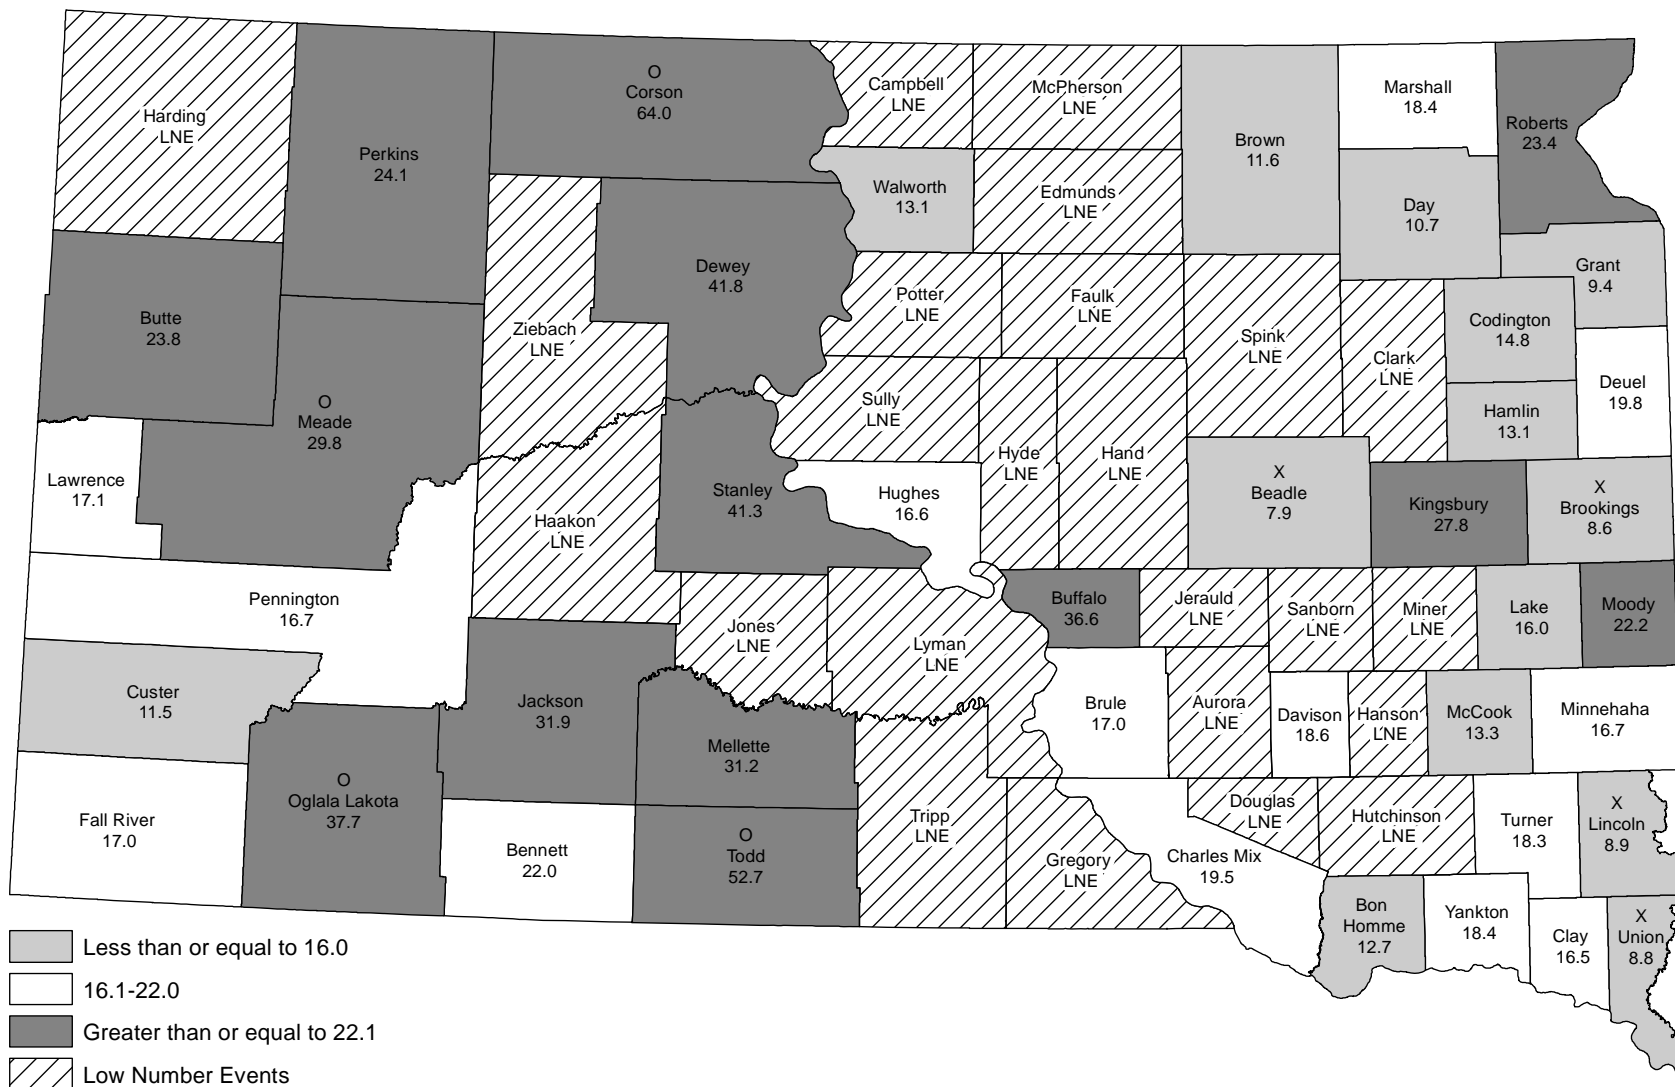 Harding
LNE
Perkins
24.1
O
Corson
64.0
Campbell
LNE
McPherson
LNE
Brown
11.6
Marshall
18.4
Roberts
23.4
Walworth
13.1
Edmunds
LNE
Day
10.7
Dewey
41.8
Grant
9.4
Butte
23.8
Ziebach
LNE
Potter
LNE
Faulk
LNE
Spink
LNE
Clark
LNE
Codington
14.8
Deuel
19.8
O
Meade
29.8
Sully
LNE
Hamlin
13.1
Lawrence
17.1
Haakon
LNE
Stanley
41.3
Hughes
16.6
Hyde
LNE
Hand
LNE
X
Beadle
7.9
Kingsbury
27.8
X
Brookings
8.6
Pennington
16.7
Jones
LNE
Lyman
LNE
Buffalo
36.6
Jerauld
LNE
Sanborn
LNE
Miner
LNE
Lake
16.0
Moody
22.2
Custer
11.5
Jackson
31.9
Mellette
31.2
Brule
17.0
Aurora
LNE
Davison
18.6
Hanson
LNE
McCook
13.3
Minnehaha
16.7
Fall River
17.0
O
Oglala Lakota
37.7
Bennett
22.0
O
Todd
52.7
Tripp
LNE
Gregory
LNE
Charles Mix
19.5
Douglas
LNE
Hutchinson
LNE
Turner
18.3
X
Lincoln
8.9
Bon
Homme
12.7
Yankton
18.4
Clay
16.5
X
Union
8.8
Less than or equal to 16.0
16.1-22.0
Greater than or equal to 22.1
Low Number Events